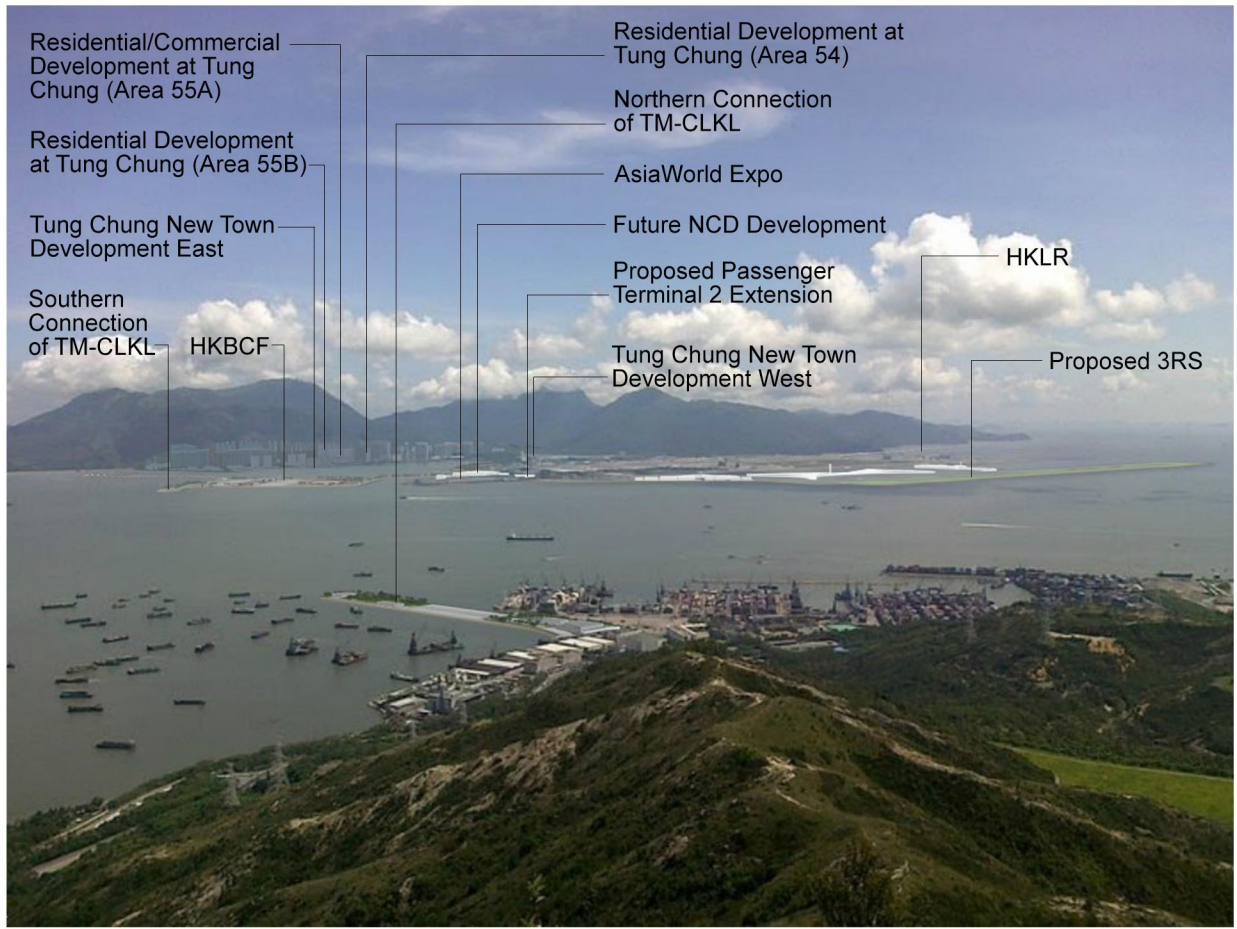 Residential/Commercial
Development at Tung
Chung (Area 55A)
Residential Development
at Tung Chung (Area 55B)
Tung Chung New Town
Development East
Southern
Connection
of TM-CLKL
HKBCF
Residential Development at
Tung Chung (Area 54)
Northern Connection
of TM-CLKL
AsiaWorld Expo
Future NCD Development
Proposed Passenger
Terminal 2 Extension
Tung Chung New Town
Development West
HKLR
Proposed 3RS